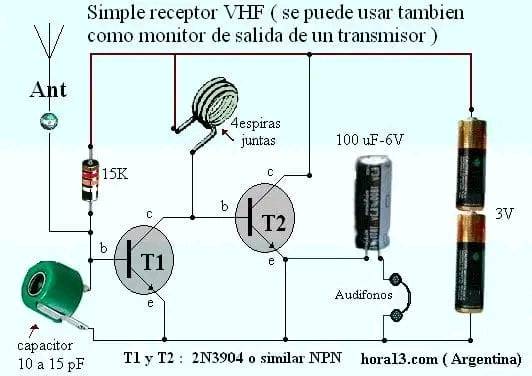 Simple receptor VHF ( se puede usar tambien
como monitor de salida de un transmisor )
Ant
4espiras
juntas
100 uF-6V
15K
c
c
b
T2
3V
b
T1
e
e
Audifonos
capacitor
10 a 15 pF
T1 y T2 : 2N3904 o similar NPN
hora13.com ( Argentina)